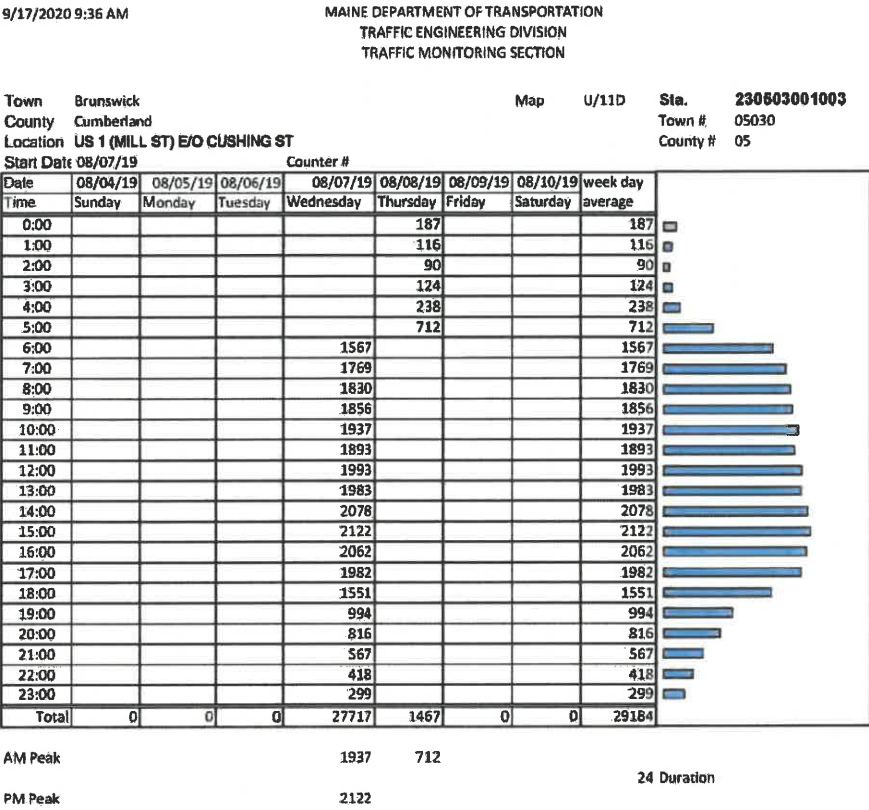 9/17/2020 9:36 AM
MAINE DEPARTMENT OF TRANSPORTATION
TRAFFIC ENGINEERING DIVISION
TRAFFIC MONITORING SECTION
Town Brunswick Map U/11D Sta. 230603001003
County Cumberland Town # 05030
Location US 1 (MILL ST) E/O CUSHING ST County # 05
Start Date 08/07/19 Counter #
Date 08/04/19 08/05/19 08/06/19 08/07/19 08/08/19 08/09/19 08/10/19 week day
Time Sunday Monday Tuesday Wednesday Thursday Friday Saturday average
0:00 187 187
1:00 116 116
2:00 90 90
3:00 124 124
4:00 238 238
5:00 712 712
6:00 1567 1567
7:00 1769 1769
8:00 1830 1830
9:00 1856 1856
10:00 1937 1937
11:00 1893 1893
12:00 1993 1993
13:00 1983 1983
14:00 2078 2078
15:00 2122 2122
16:00 2062 2062
17:00 1982 1982
18:00 1551 1551
19:00 994 994
20:00 816 816
21:00 567 567
22:00 418 418
23:00 299 299
Total 0 0 0 27717 1467 0 0 29184
AM Peak 1937 712
24 Duration
PM Peak 2122